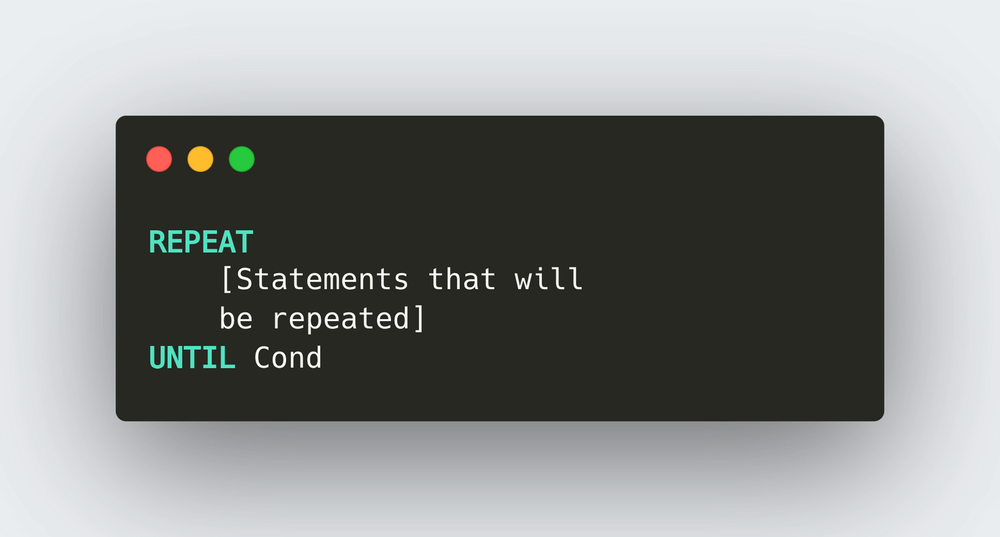 REPEAT
[Statements that will
be repeated]
UNTIL Cond